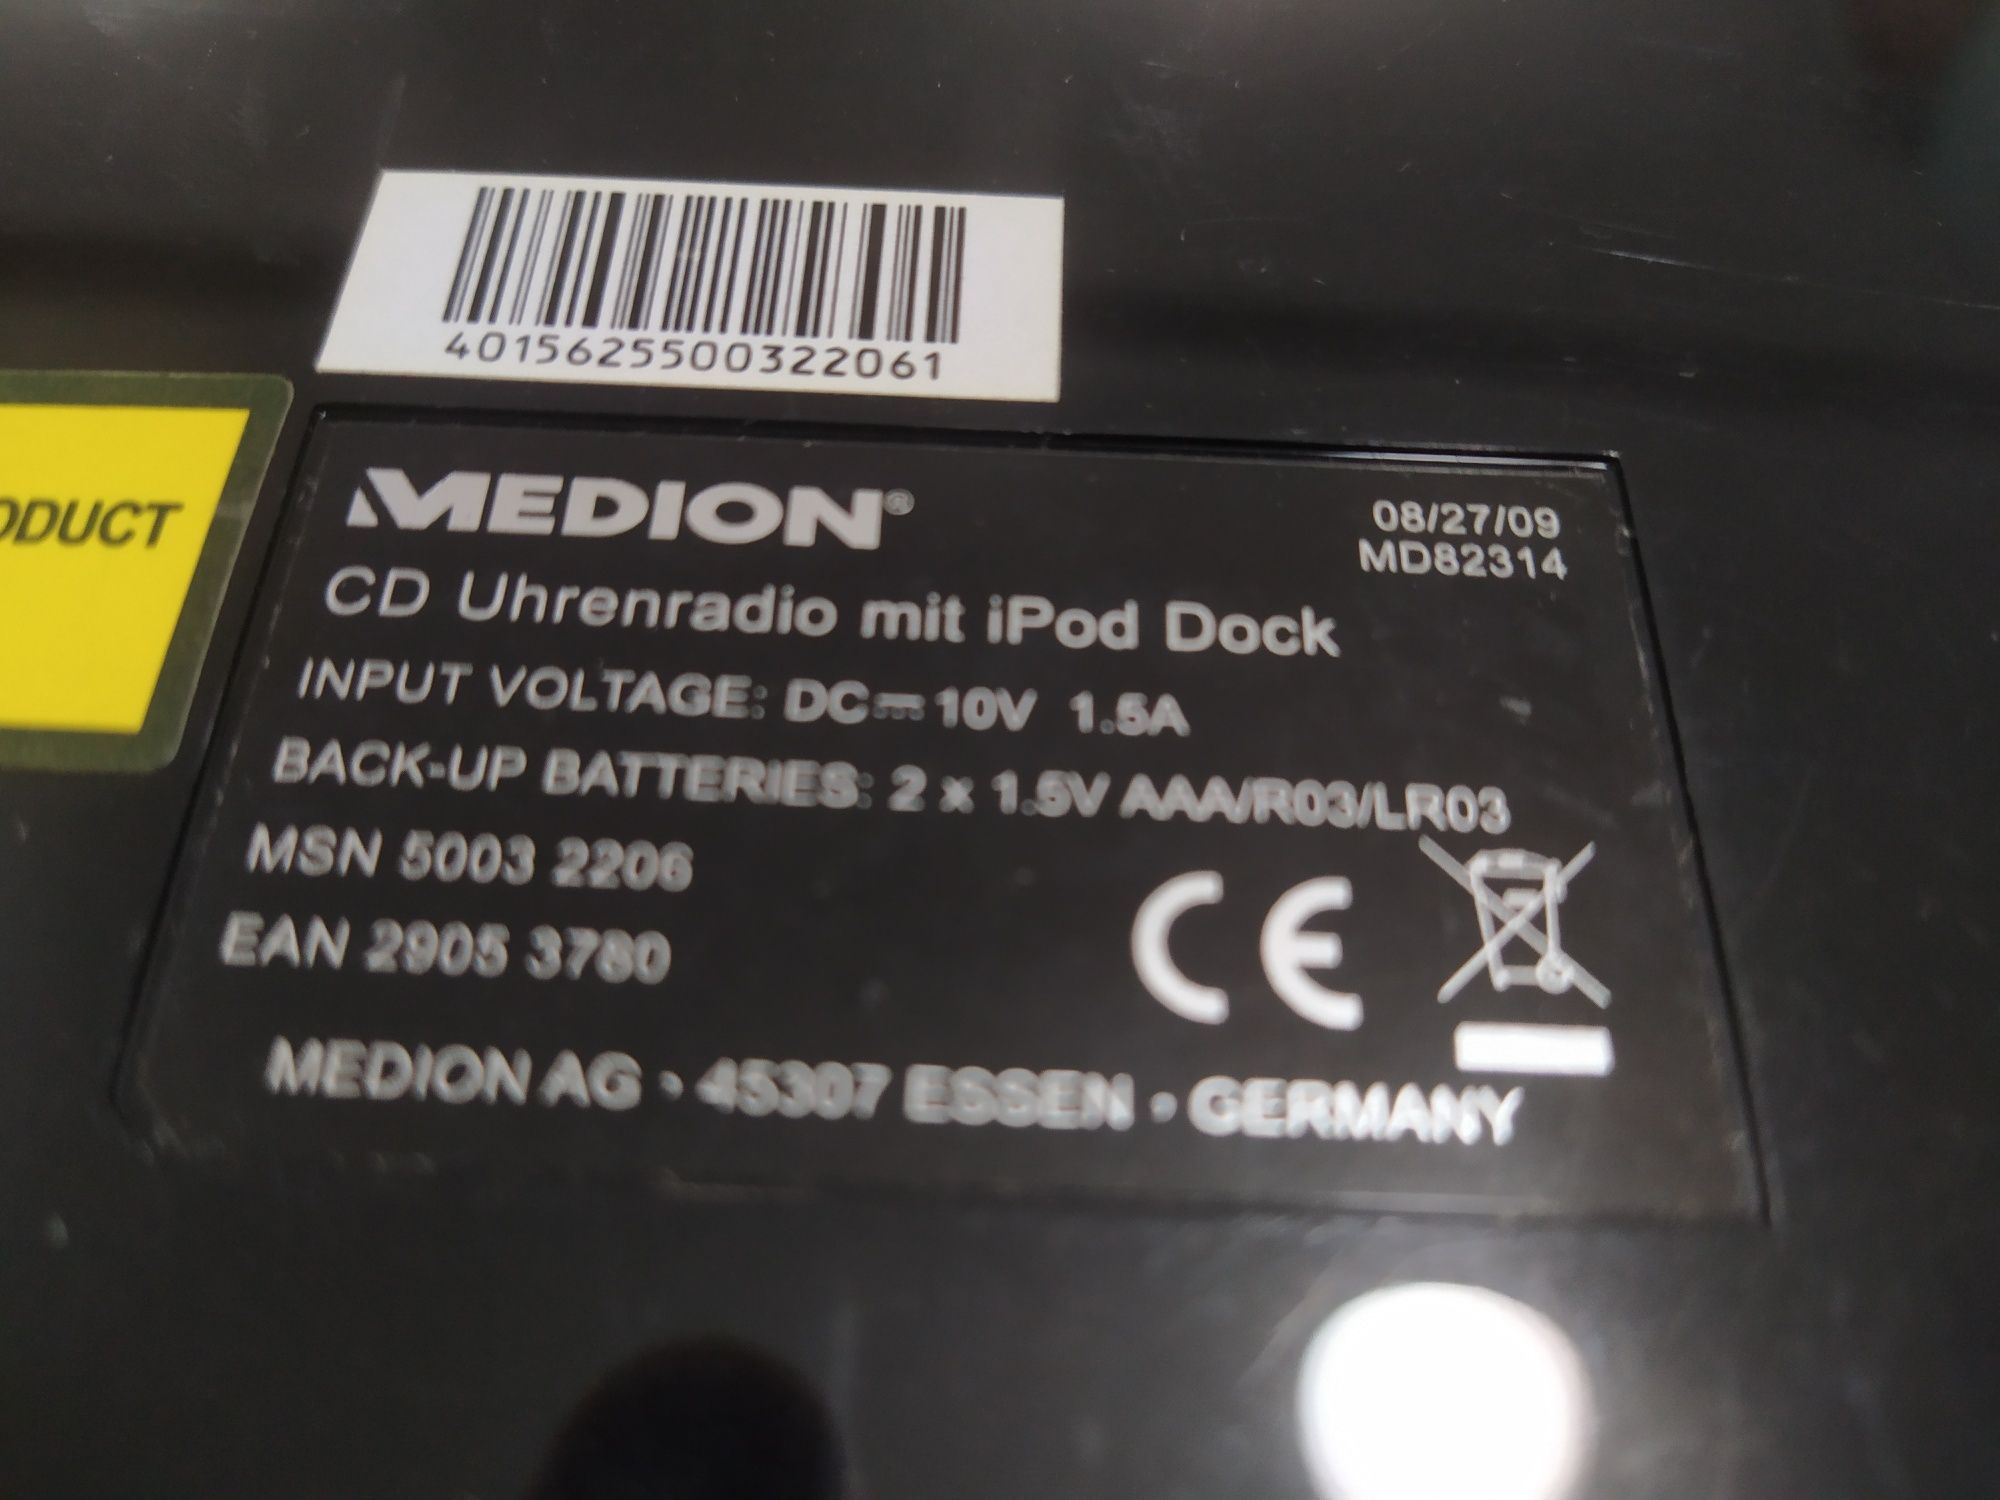 4015625500322061
ODUCT
MEDION®
08/27/09
MD82314
CD Uhrenradio mit iPod Dock
INPUT VOLTAGE: DC⎓10V 1.5A
BACK-UP BATTERIES: 2 x 1.5V AAA/R03/LR03
MSN 5003 2206
EAN 2905 3780
CE
MEDION AG • 45307 ESSEN • GERMANY